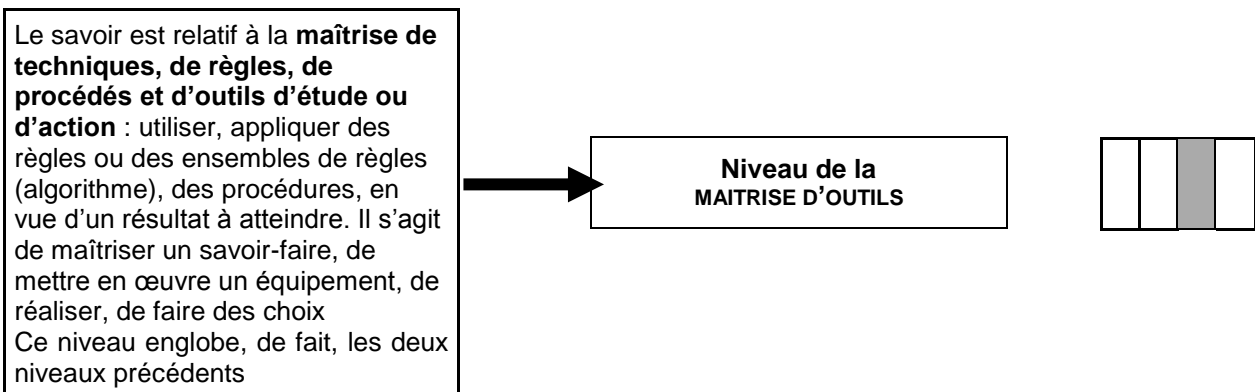 Le savoir est relatif à la maîtrise de
techniques, de règles, de
procédés et d'outils d'étude ou
d'action : utiliser, appliquer des
règles ou des ensembles de règles
(algorithme), des procédures, en
vue d'un résultat à atteindre. Il s'agit
de maîtriser un savoir-faire, de
mettre en œuvre un équipement, de
réaliser, de faire des choix
Ce niveau englobe, de fait, les deux
niveaux précédents
Niveau de la
MAITRISE D'OUTILS